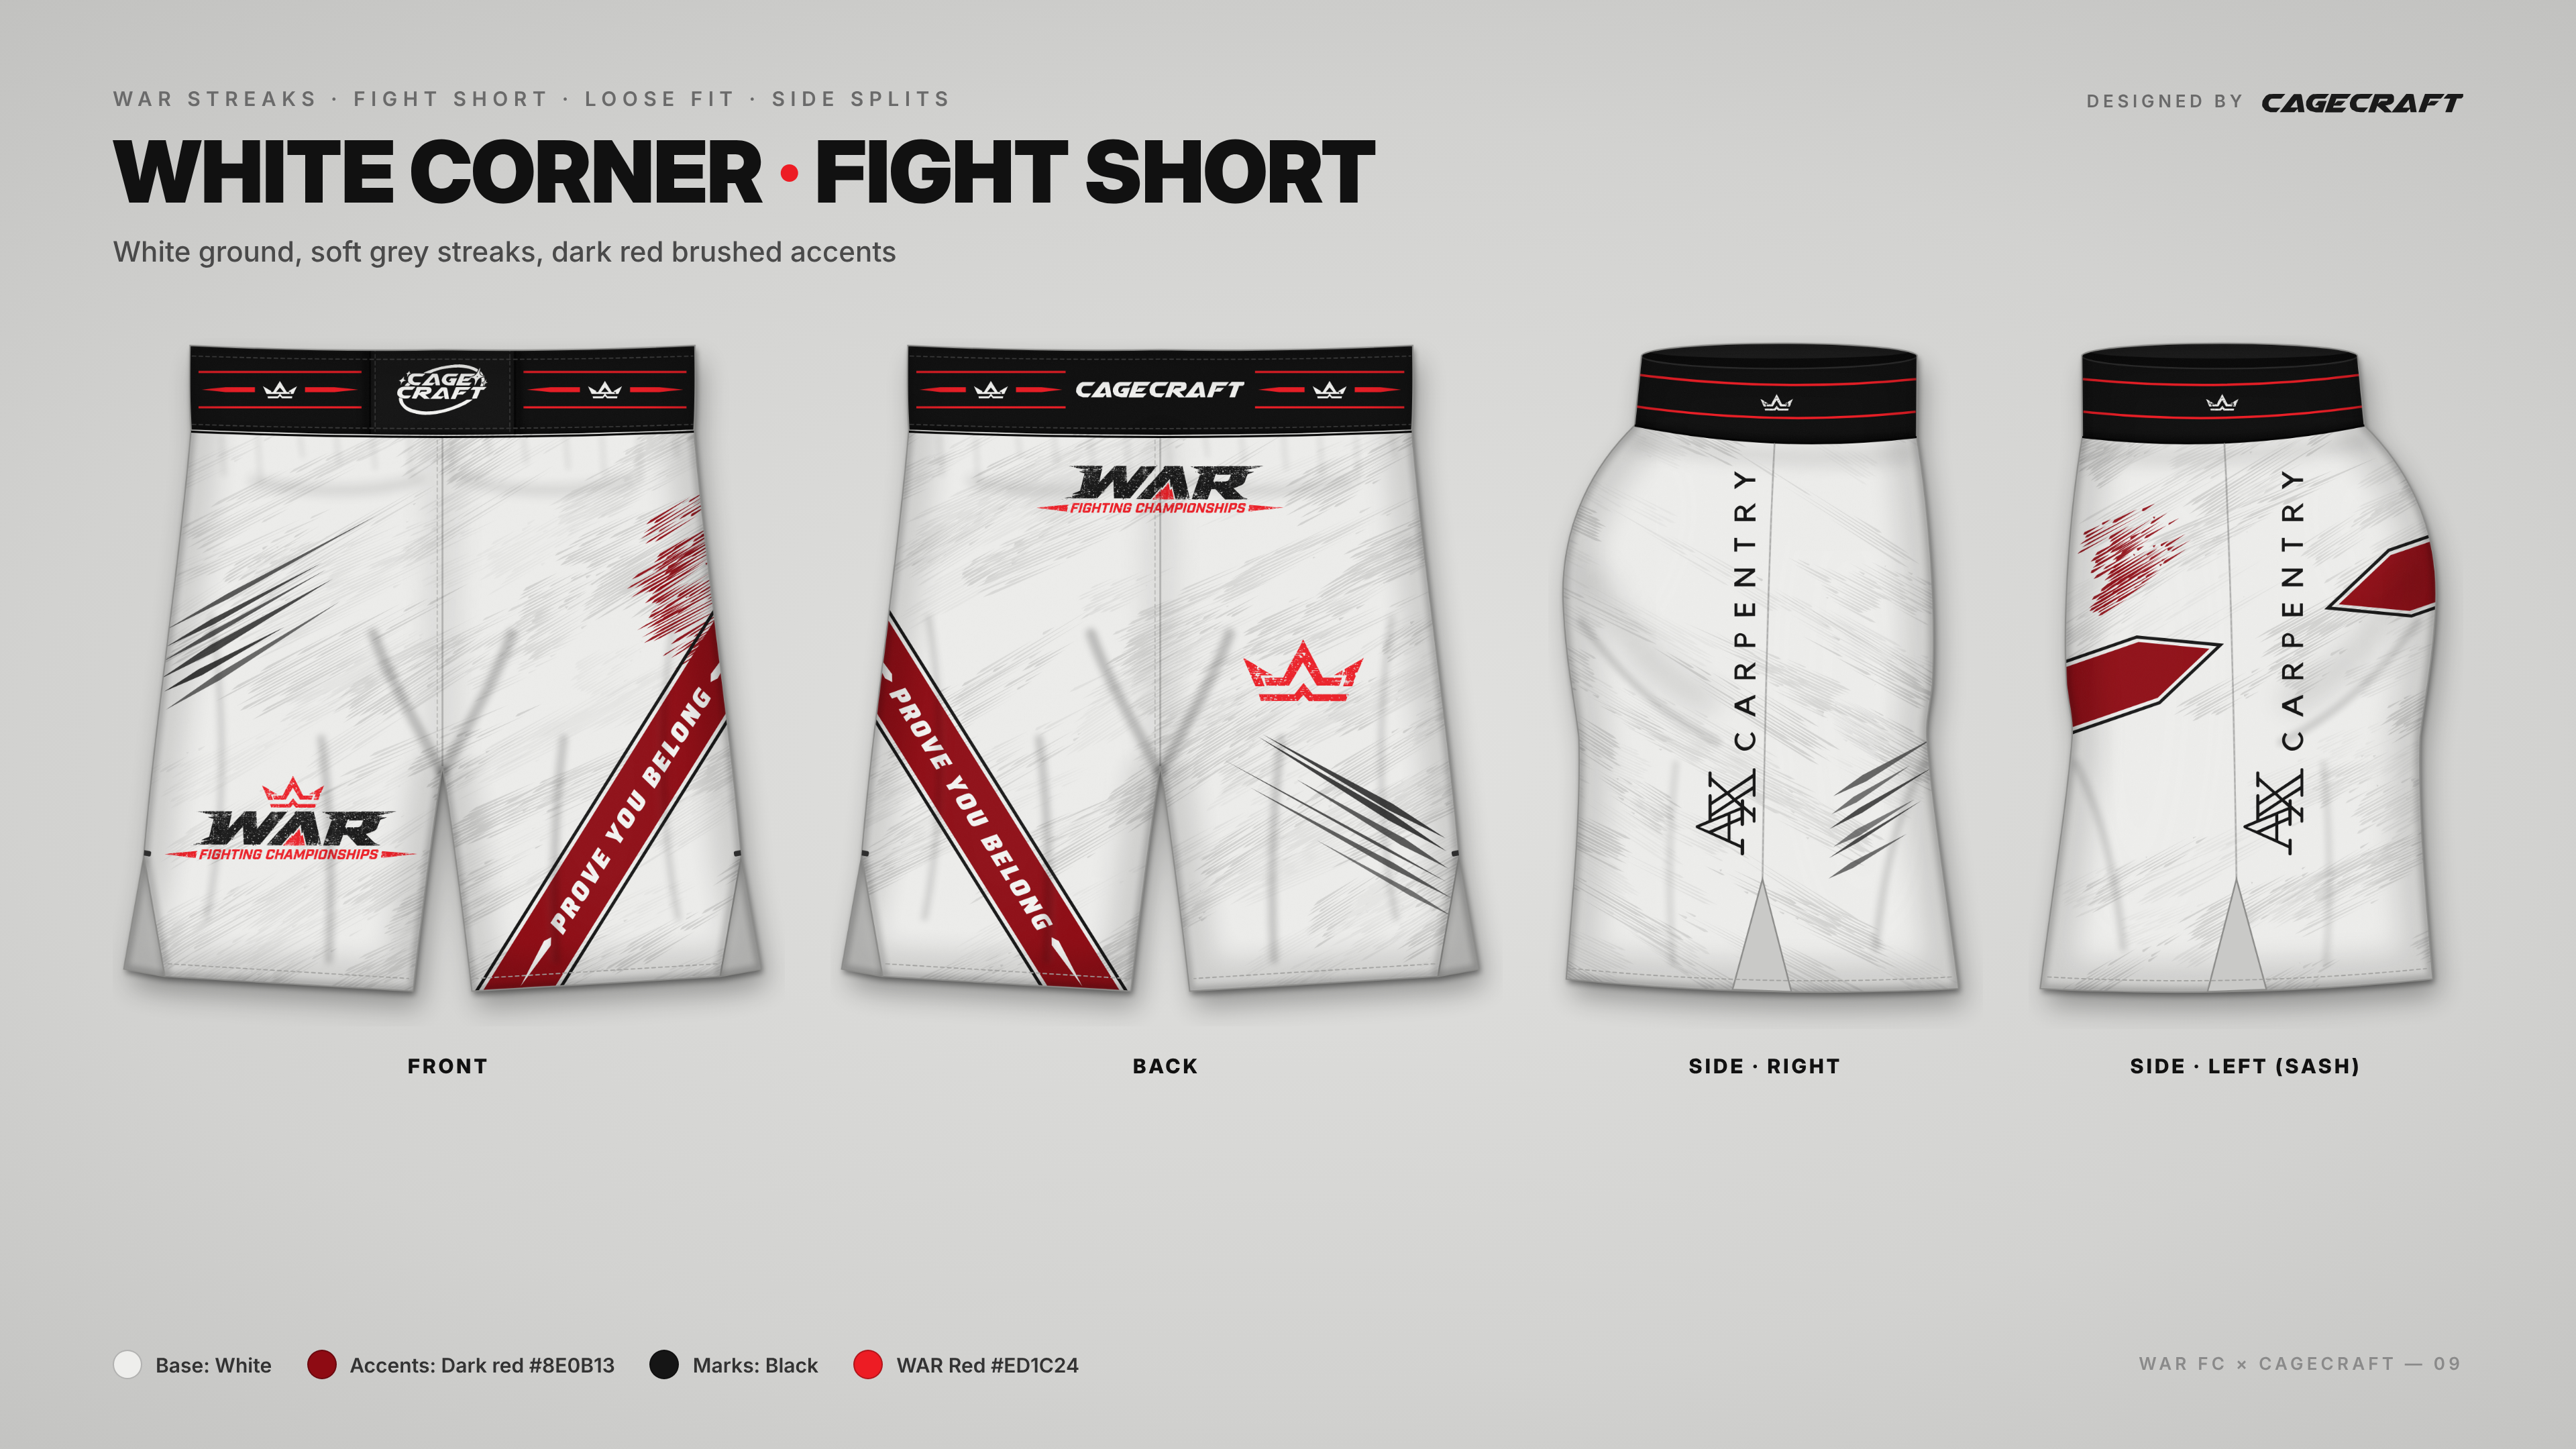 WAR STREAKS · FIGHT SHORT · LOOSE FIT · SIDE SPLITS
DESIGNED BY CAGECRAFT
WHITE CORNER · FIGHT SHORT
White ground, soft grey streaks, dark red brushed accents
CAGE
CRAFT
WAR
FIGHTING CHAMPIONSHIPS
PROVE YOU BELONG
CAGECRAFT
WAR
FIGHTING CHAMPIONSHIPS
PROVE YOU BELONG
AX CARPENTRY
AX CARPENTRY
FRONT
BACK
SIDE · RIGHT
SIDE · LEFT (SASH)
Base: White
Accents: Dark red #8E0B13
Marks: Black
WAR Red #ED1C24
WAR FC × CAGECRAFT — 09